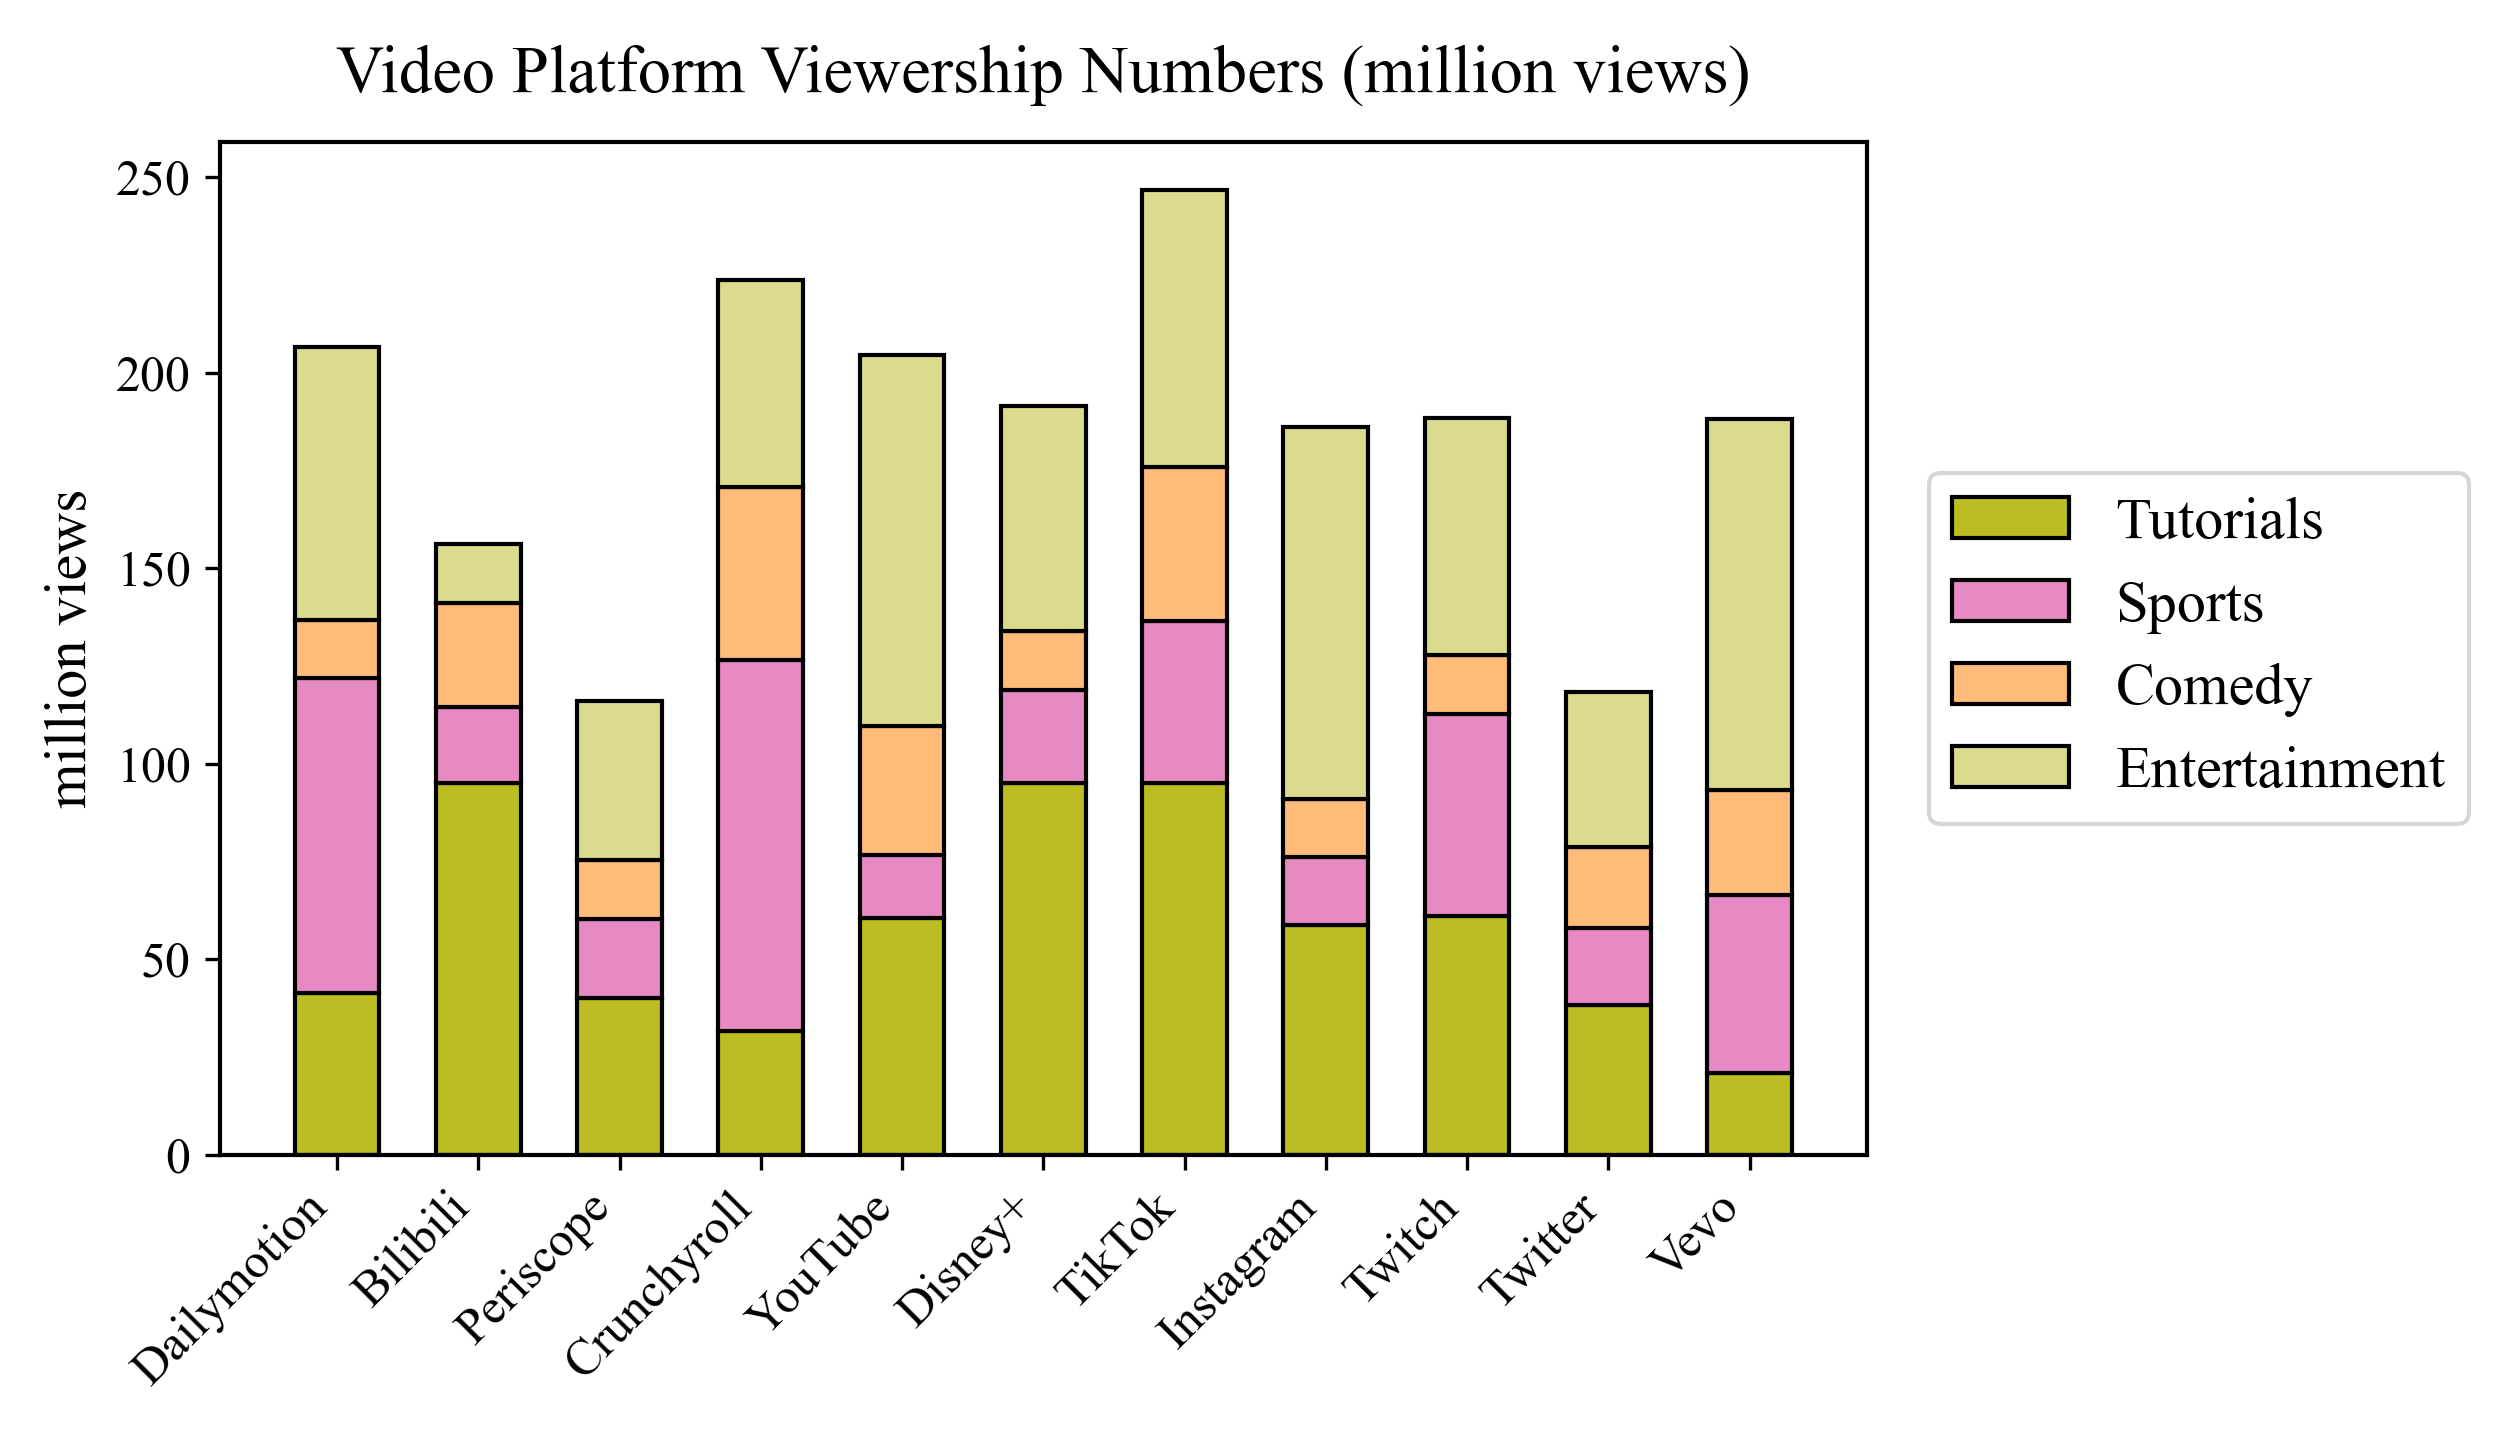 Video Platform Viewership Numbers (million views)
million views
250
200
150
100
50
0
Dailymotion
Bilibili
Periscope
Crunchyroll
YouTube
Disney+
TikTok
Instagram
Twitch
Twitter
Vevo
Tutorials
Sports
Comedy
Entertainment